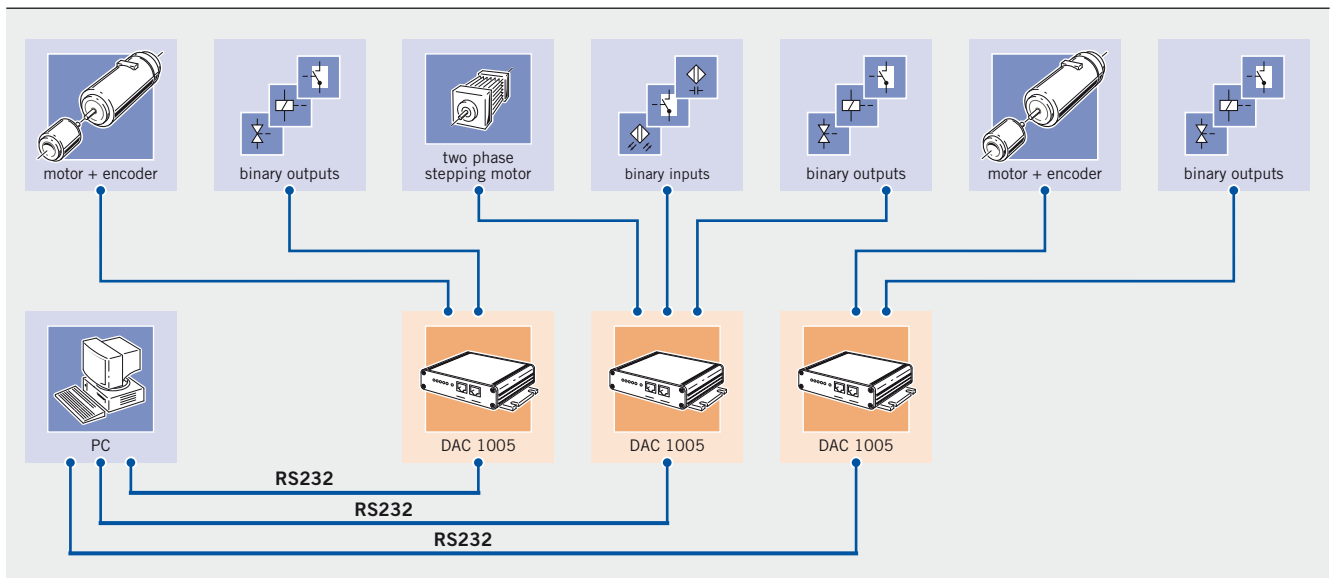 motor + encoder
binary outputs
two phase
stepping motor
binary inputs
binary outputs
motor + encoder
binary outputs
PC
DAC 1005
DAC 1005
DAC 1005
RS232
RS232
RS232